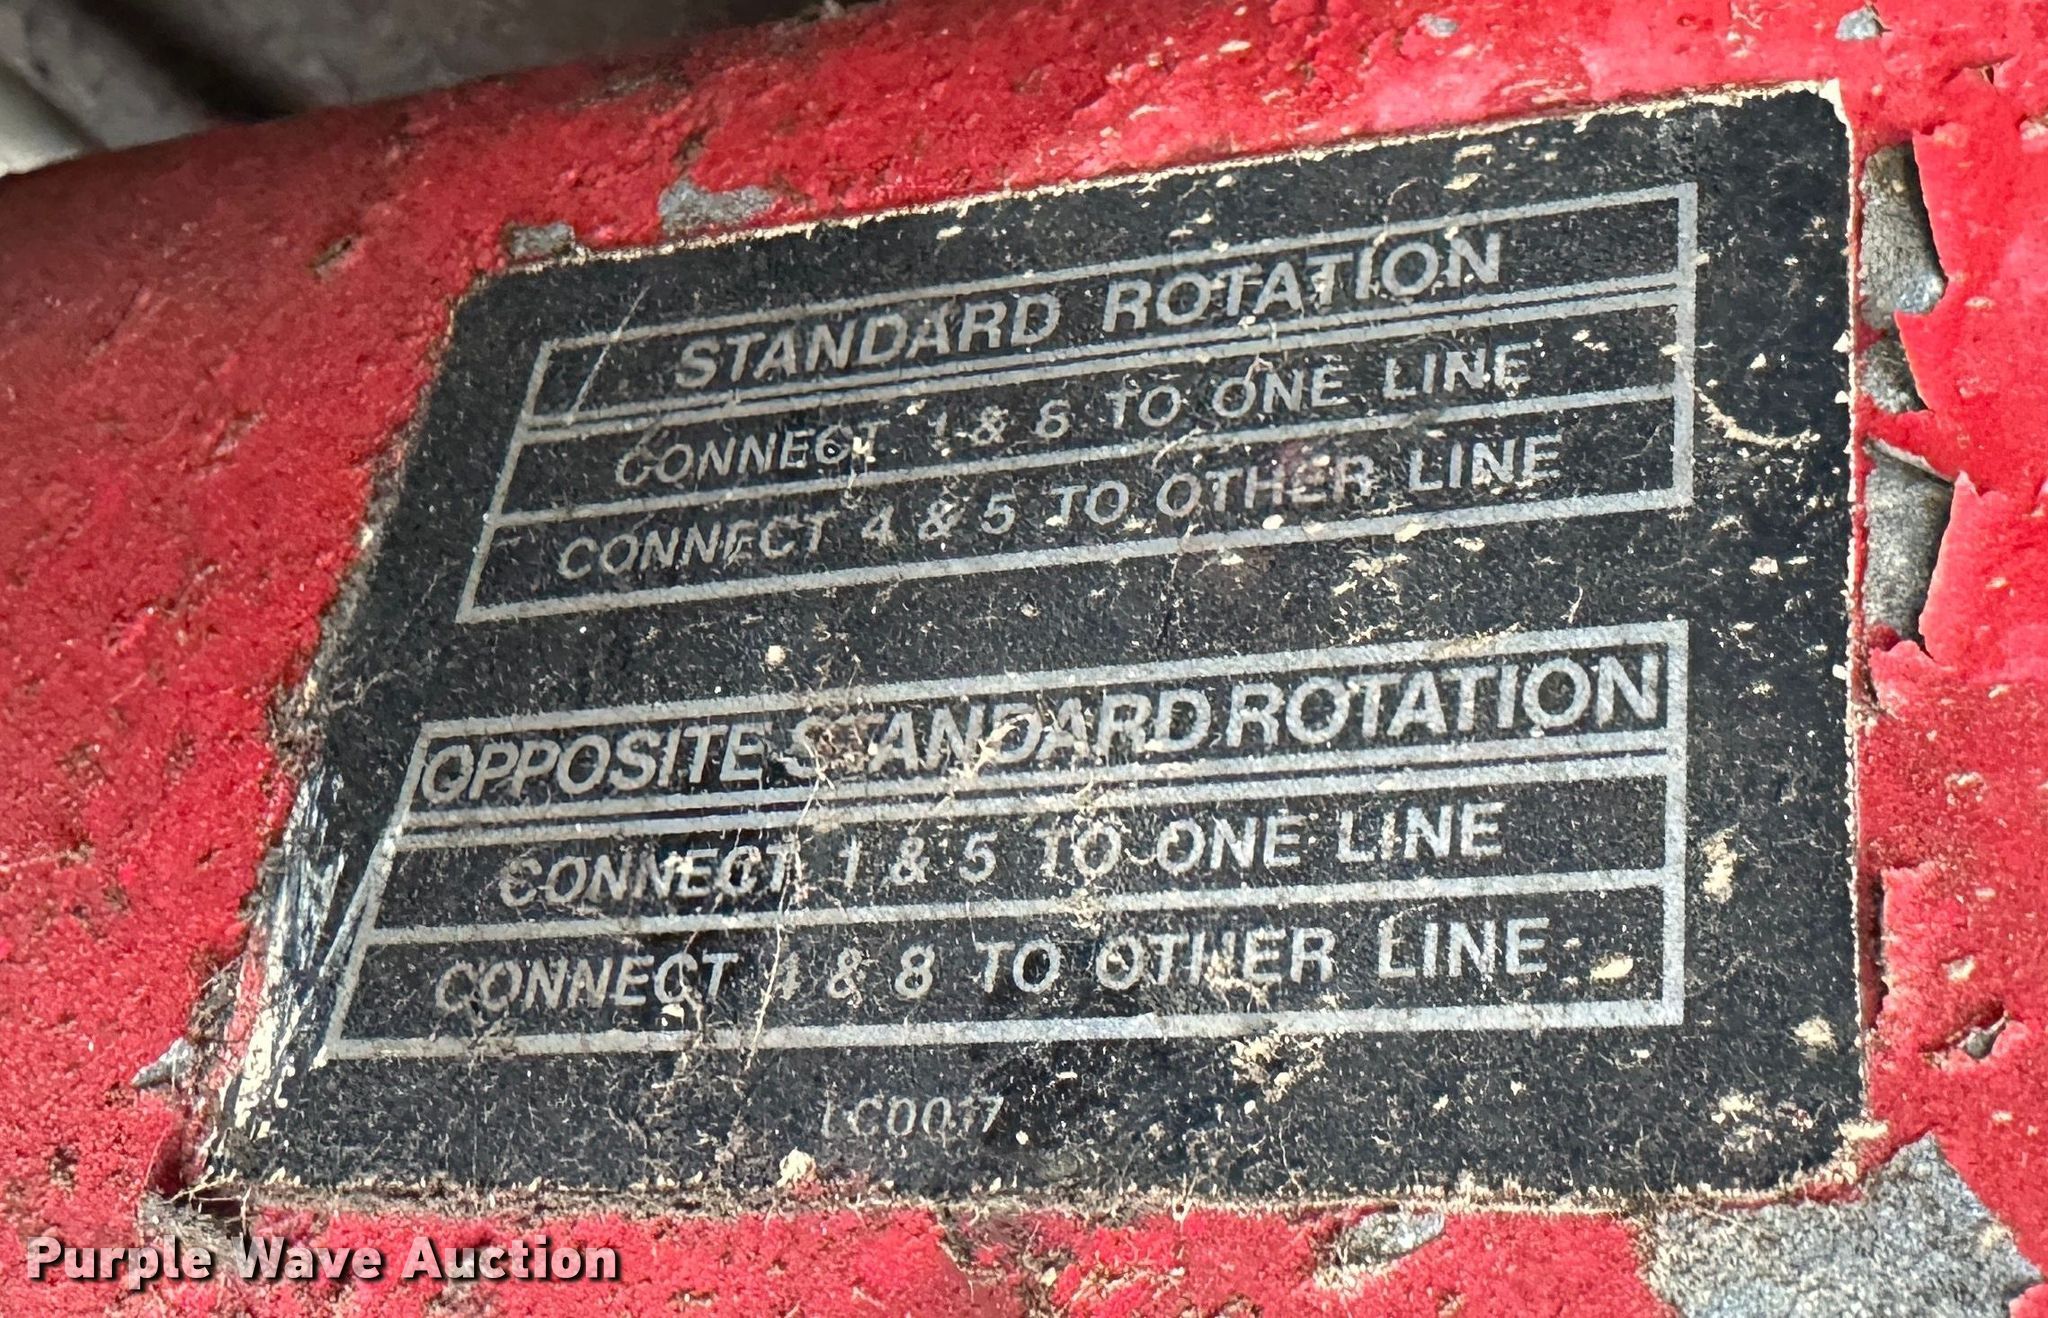 STANDARD ROTATION
CONNECT 1 & 8 TO ONE LINE
CONNECT 4 & 5 TO OTHER LINE
OPPOSITE STANDARD ROTATION
CONNECT 1 & 5 TO ONE LINE
CONNECT 4 & 8 TO OTHER LINE
Purple Wave Auction